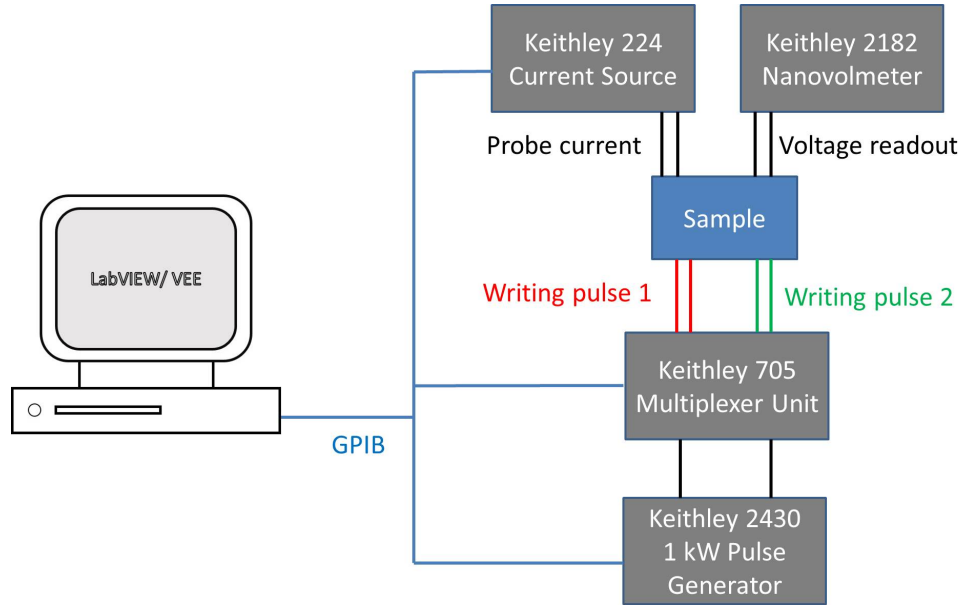 Keithley 224
Current Source
Keithley 2182
Nanovolmeter
Probe current
Voltage readout
Sample
LabVIEW/ VEE
Writing pulse 1
Writing pulse 2
Keithley 705
Multiplexer Unit
GPIB
Keithley 2430
1 kW Pulse
Generator